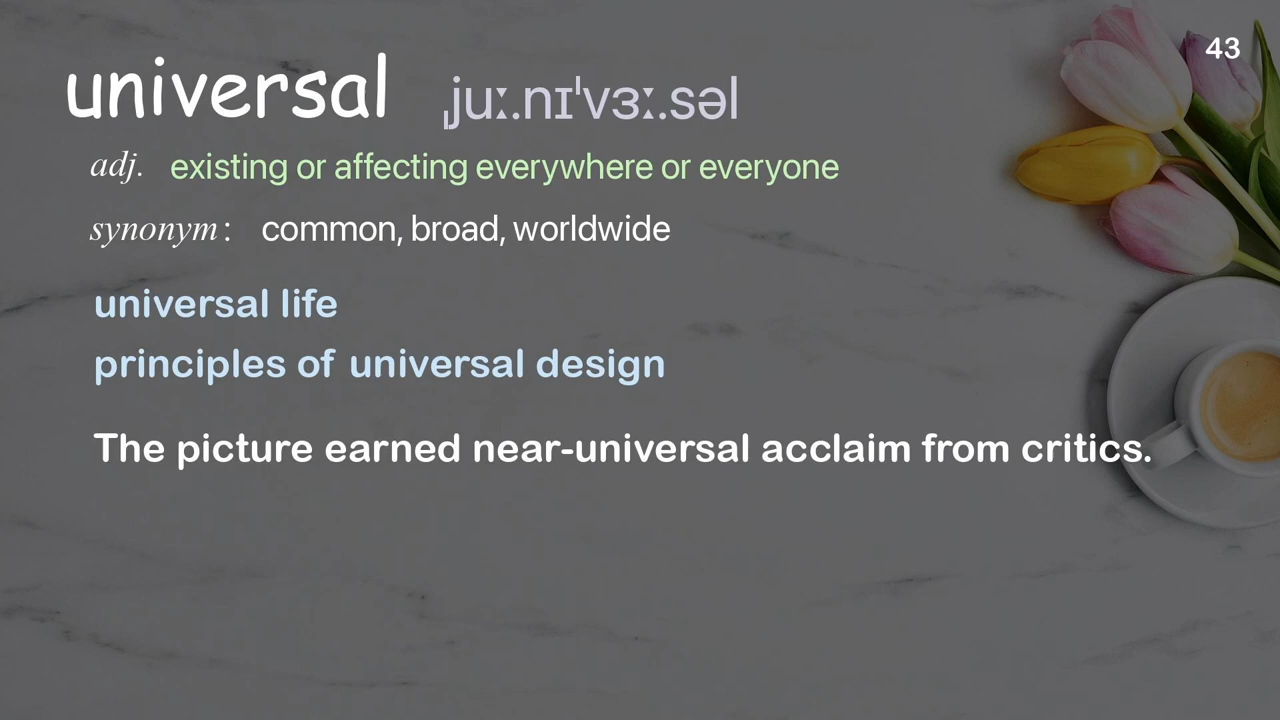 43
universal ˌjuː.nɪˈvɜː.səl
adj. existing or affecting everywhere or everyone
synonym: common, broad, worldwide
universal life
principles of universal design
The picture earned near-universal acclaim from critics.